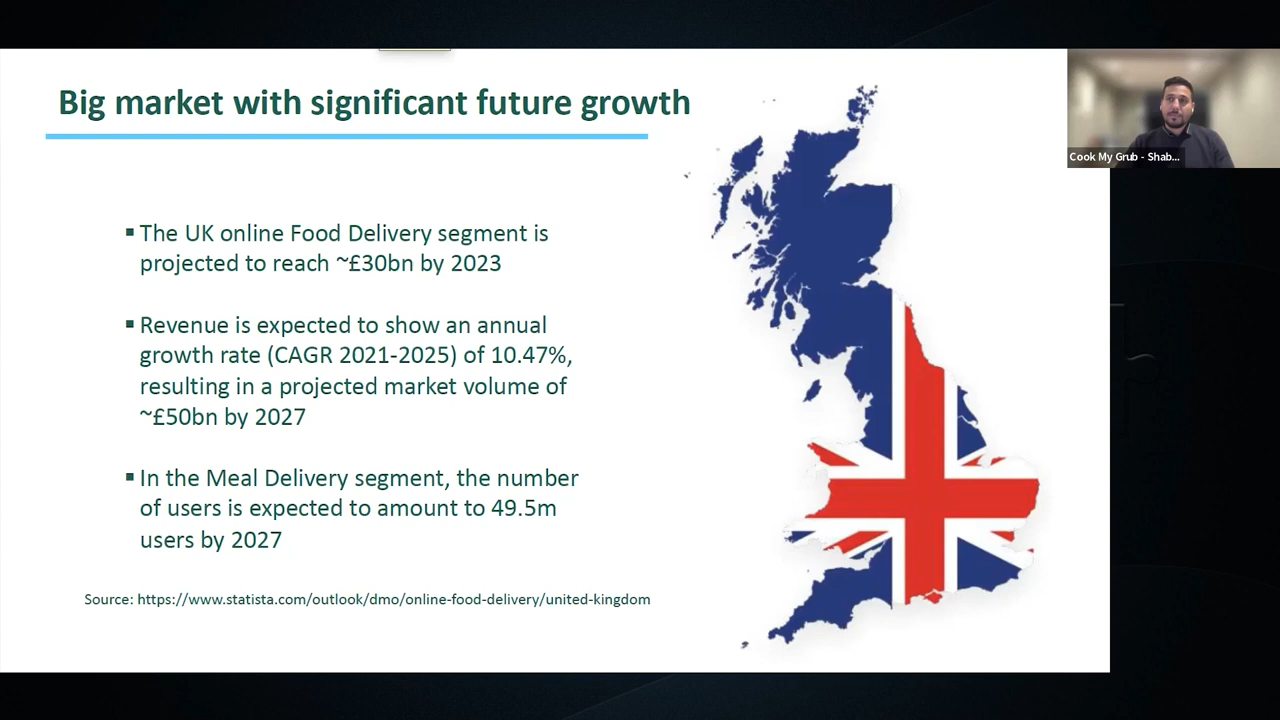 Big market with significant future growth
Cook My Grub - Shab...
▪ The UK online Food Delivery segment is
projected to reach ~£30bn by 2023
▪ Revenue is expected to show an annual
growth rate (CAGR 2021-2025) of 10.47%,
resulting in a projected market volume of
~£50bn by 2027
▪ In the Meal Delivery segment, the number
of users is expected to amount to 49.5m
users by 2027
Source: https://www.statista.com/outlook/dmo/online-food-delivery/united-kingdom